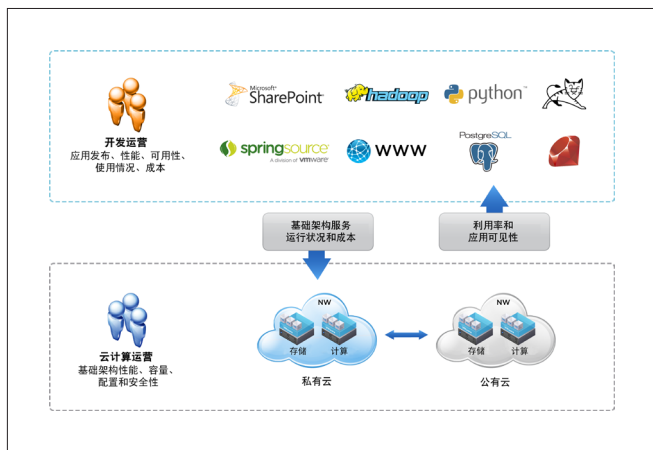 Microsoft®
SharePoint®
hadoop
python™
springsource®
A division of vmware®
WWW
PostgreSQL
开发运营
应用发布、性能、可用性、
使用情况、成本
基础架构服务
运行状况和成本
利用率和
应用可见性
NW
存储 计算
私有云
NW
存储 计算
公有云
云计算运营
基础架构性能、容量、
配置和安全性